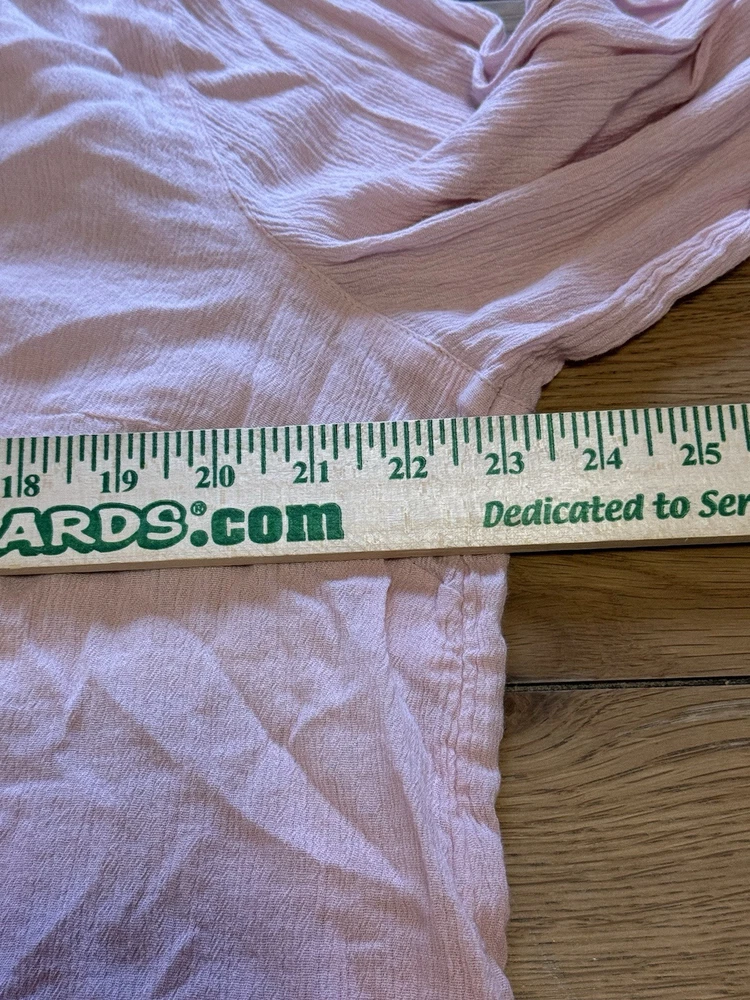 18 19 20 21 22 23 24 25
ARDS®.com Dedicated to Ser